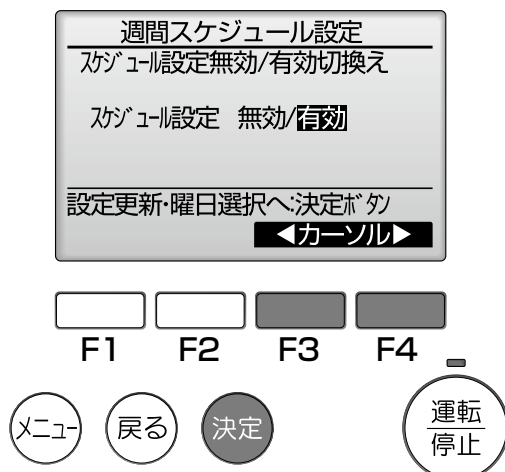 週間スケジュール設定
スケジュール設定無効/有効切換え
スケジュール設定 無効/有効
設定更新・曜日選択へ:決定ボタン
◀カーソル▶
F1 F2 F3 F4
メニュー 戻る 決定 運転
停止